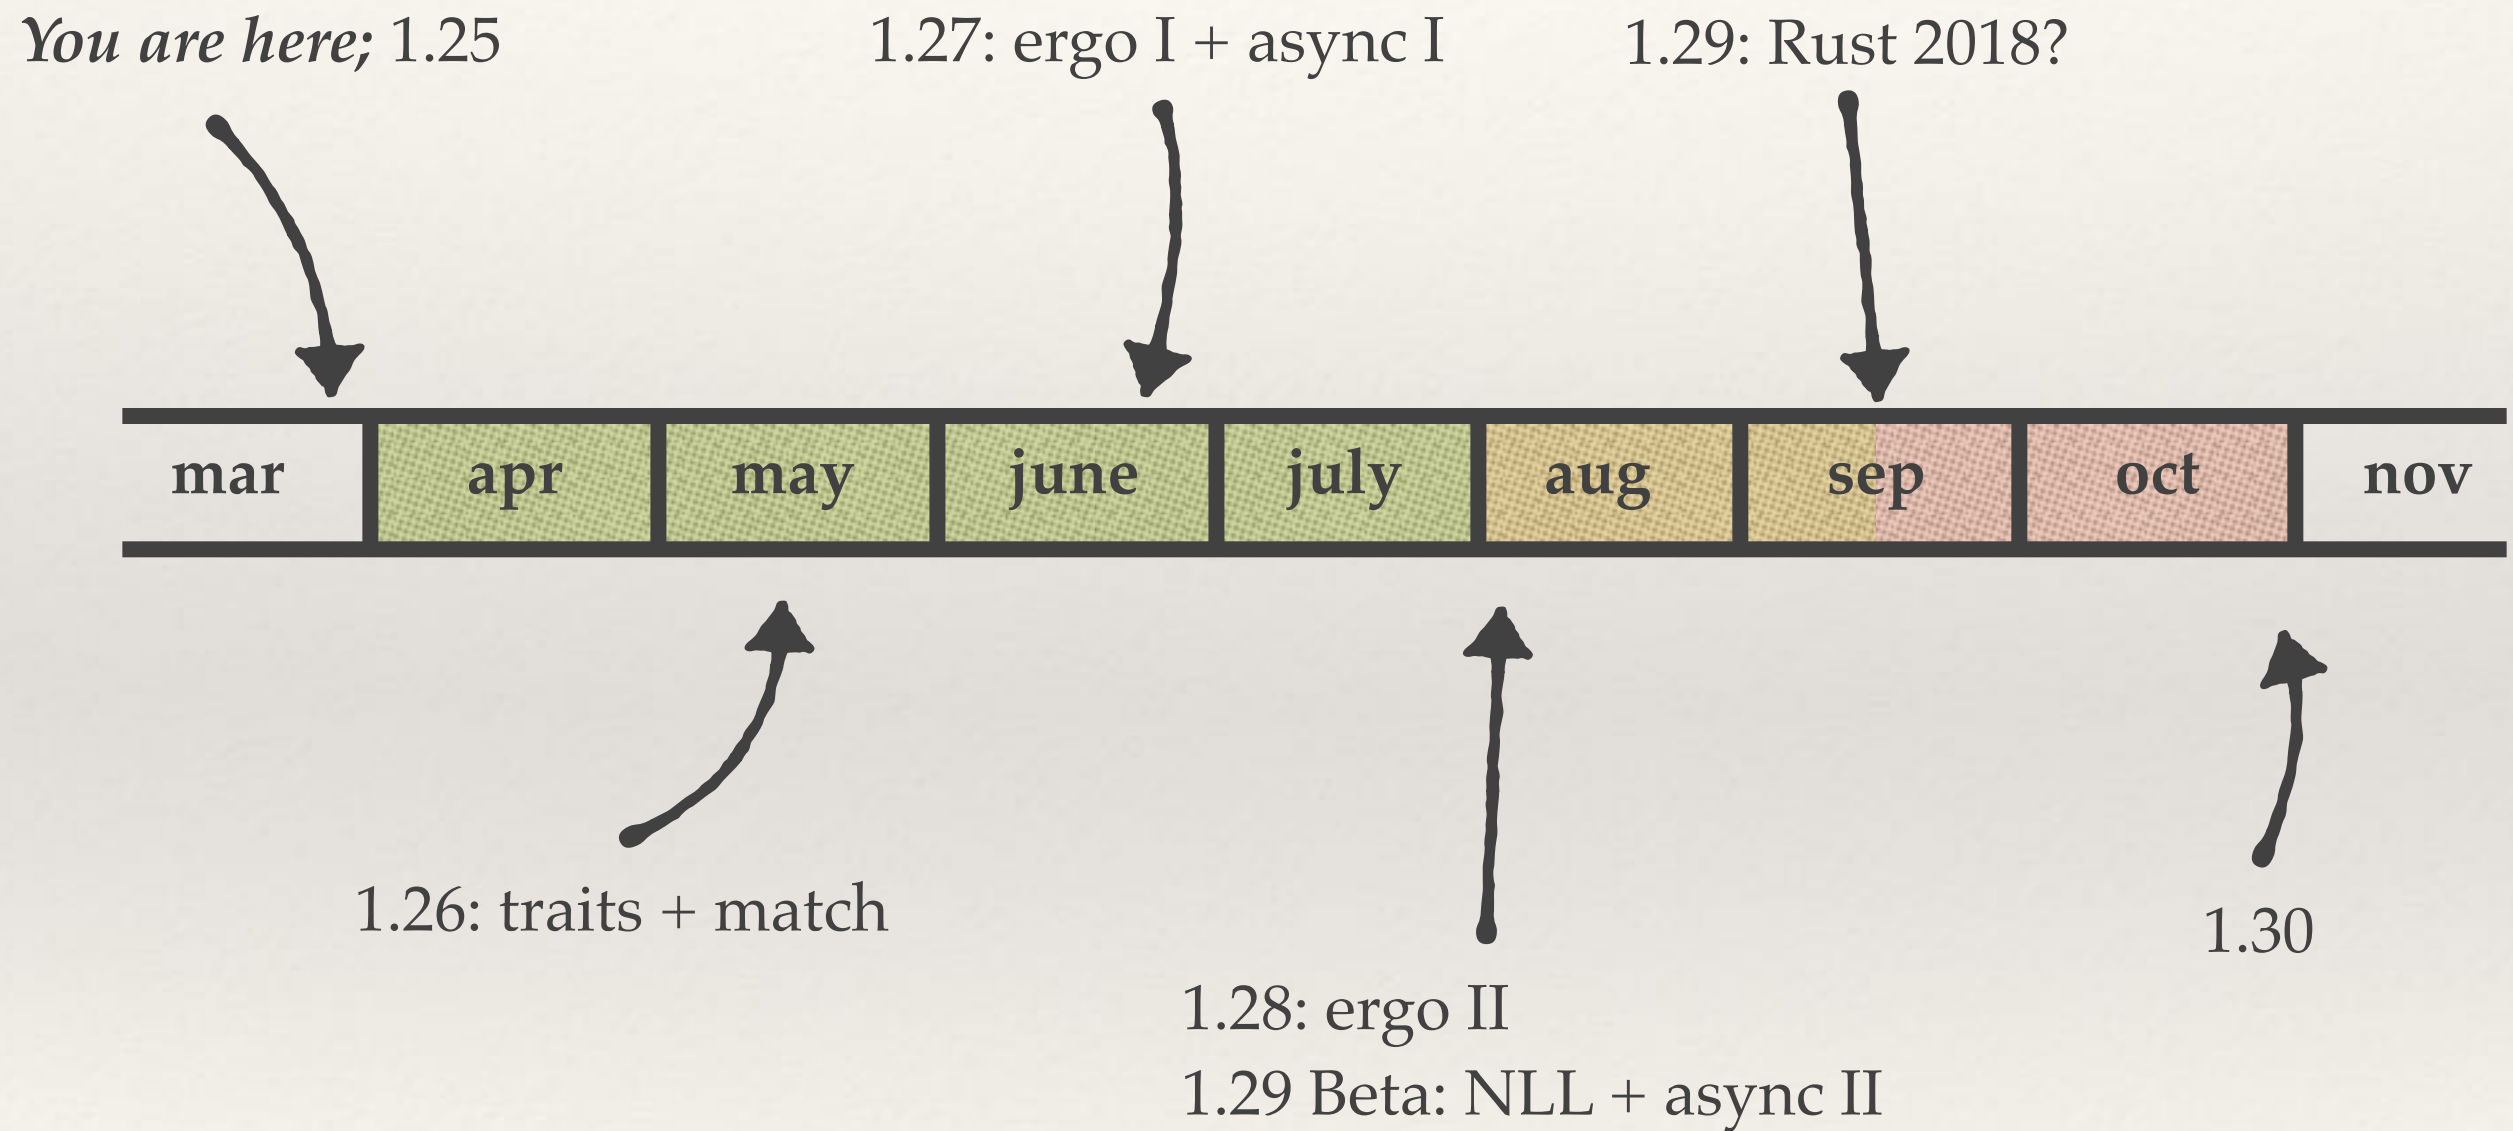 You are here; 1.25
1.27: ergo I + async I
1.29: Rust 2018?
mar
apr
may
june
july
aug
sep
oct
nov
1.26: traits + match
1.30
1.28: ergo II
1.29 Beta: NLL + async II